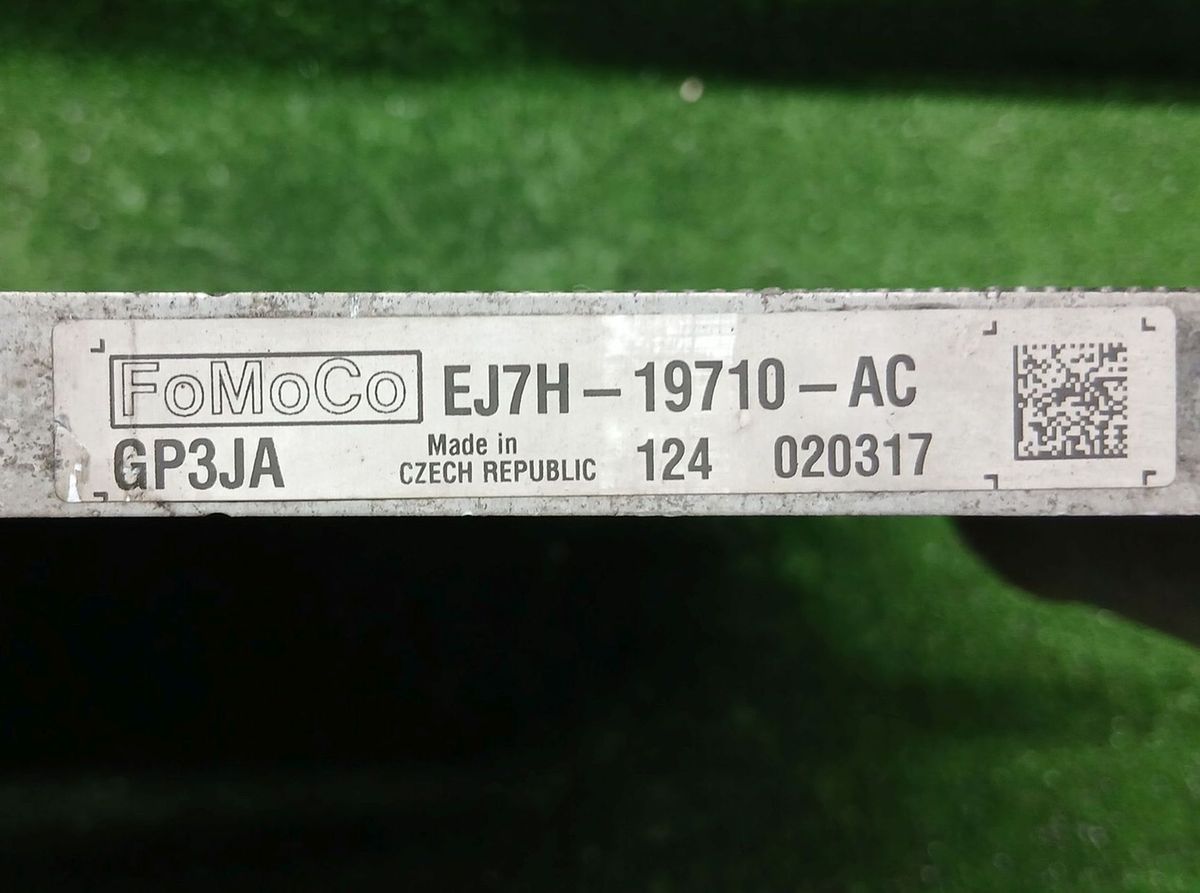 FoMoCo EJ7H-19710-AC
GP3JA Made in CZECH REPUBLIC 124 020317